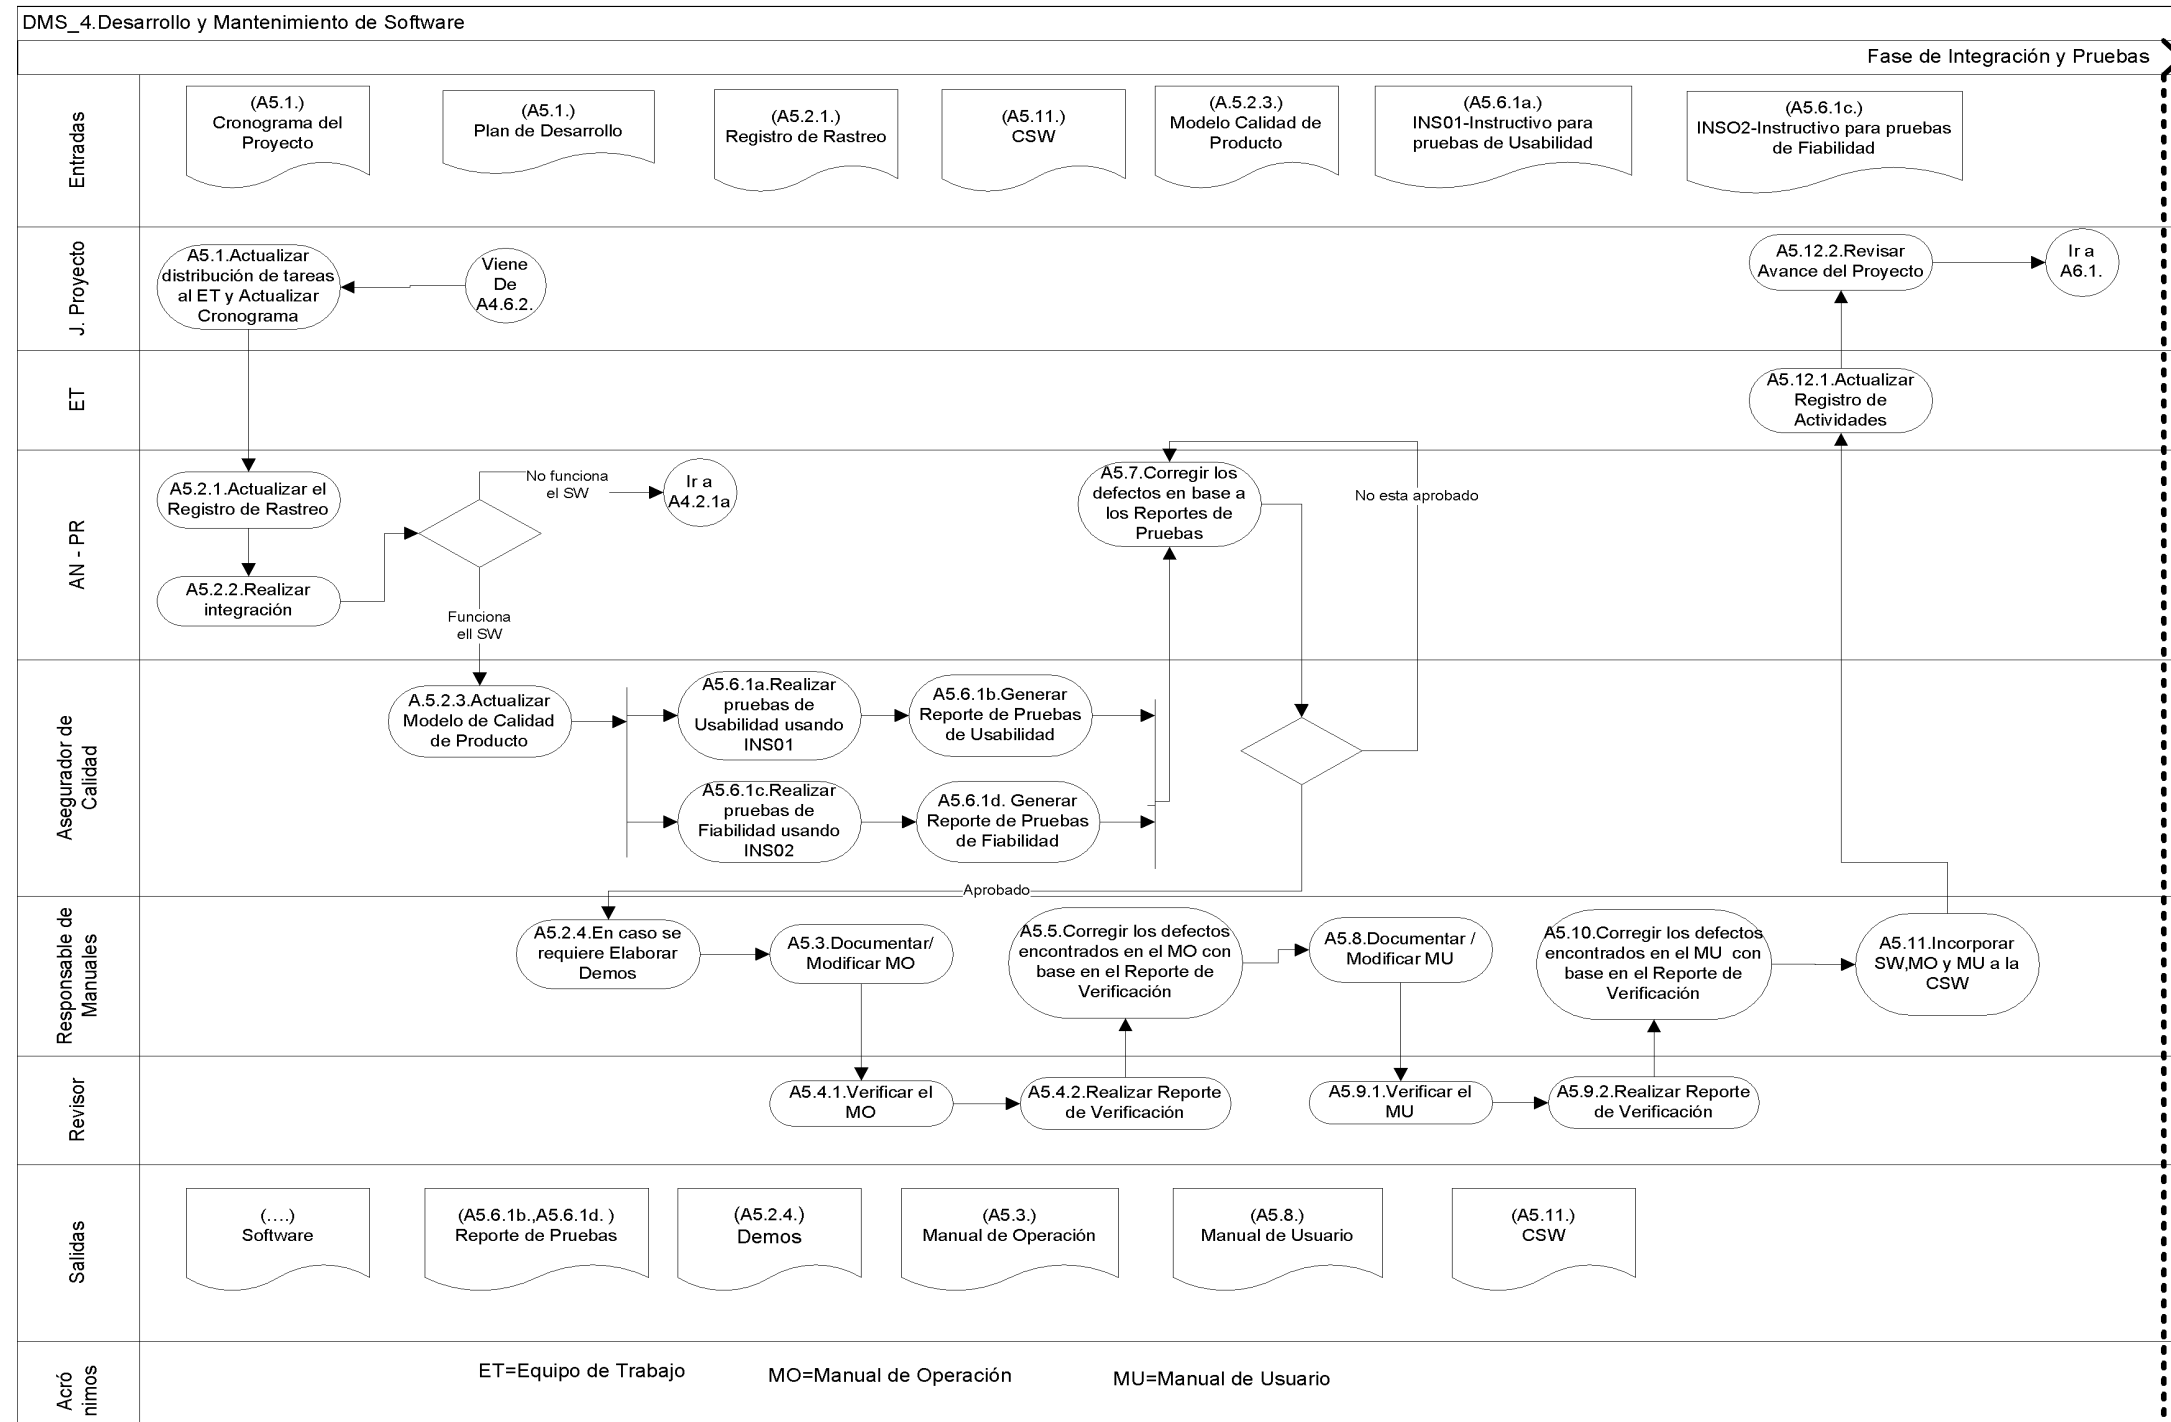 DMS_4.Desarrollo y Mantenimiento de Software
Fase de Integración y Pruebas
Entradas
(A5.1.)
Cronograma del
Proyecto
(A5.1.)
Plan de Desarrollo
(A5.2.1.)
Registro de Rastreo
(A5.11.)
CSW
(A.5.2.3.)
Modelo Calidad de
Producto
(A5.6.1a.)
INS01-Instructivo para
pruebas de Usabilidad
(A5.6.1c.)
INSO2-Instructivo para pruebas
de Fiabilidad
J. Proyecto
A5.1.Actualizar
distribución de tareas
al ET y Actualizar
Cronograma
Viene
De
A4.6.2.
A5.12.2.Revisar
Avance del Proyecto
Ir a
A6.1.
ET
A5.12.1.Actualizar
Registro de
Actividades
AN - PR
A5.2.1.Actualizar el
Registro de Rastreo
A5.2.2.Realizar
integración
No funciona
el SW
Ir a
A4.2.1a
Funciona
ell SW
A5.7.Corregir los
defectos en base a
los Reportes de
Pruebas
No esta aprobado
Asegurador de
Calidad
A.5.2.3.Actualizar
Modelo de Calidad
de Producto
A5.6.1a.Realizar
pruebas de
Usabilidad usando
INS01
A5.6.1b.Generar
Reporte de Pruebas
de Usabilidad
A5.6.1c.Realizar
pruebas de
Fiabilidad usando
INS02
A5.6.1d. Generar
Reporte de Pruebas
de Fiabilidad
Aprobado
Responsable de
Manuales
A5.2.4.En caso se
requiere Elaborar
Demos
A5.3.Documentar/
Modificar MO
A5.5.Corregir los defectos
encontrados en el MO con
base en el Reporte de
Verificación
A5.8.Documentar /
Modificar MU
A5.10.Corregir los defectos
encontrados en el MU  con
base en el Reporte de
Verificación
A5.11.Incorporar
SW,MO y MU a la
CSW
Revisor
A5.4.1.Verificar el
MO
A5.4.2.Realizar Reporte
de Verificación
A5.9.1.Verificar el
MU
A5.9.2.Realizar Reporte
de Verificación
Salidas
(....)
Software
(A5.6.1b.,A5.6.1d. )
Reporte de Pruebas
(A5.2.4.)
Demos
(A5.3.)
Manual de Operación
(A5.8.)
Manual de Usuario
(A5.11.)
CSW
Acró
nimos
ET=Equipo de Trabajo
MO=Manual de Operación
MU=Manual de Usuario